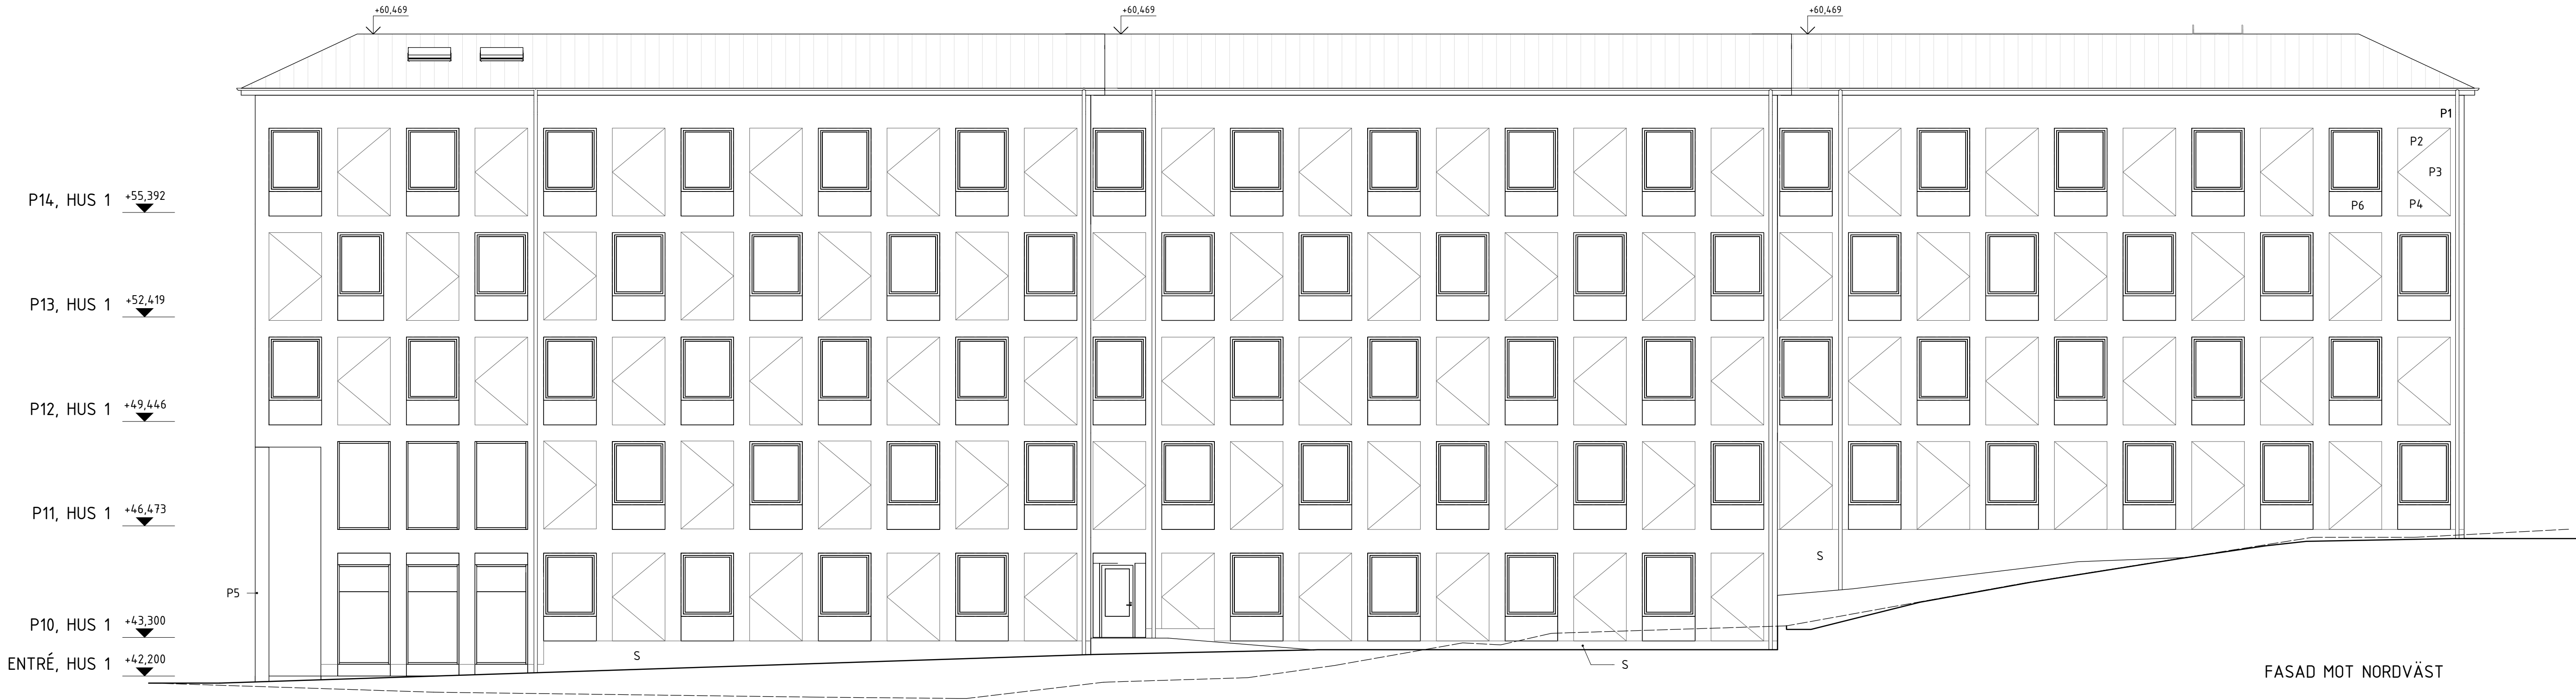 +60,469 +60,469 +60,469
P1
P2
P3
P14, HUS 1 +55,392
P6 P4
P13, HUS 1 +52,419
P12, HUS 1 +49,446
P11, HUS 1 +46,473
S
P5
P10, HUS 1 +43,300
S
ENTRÉ, HUS 1 +42,200
S
FASAD MOT NORDVÄST